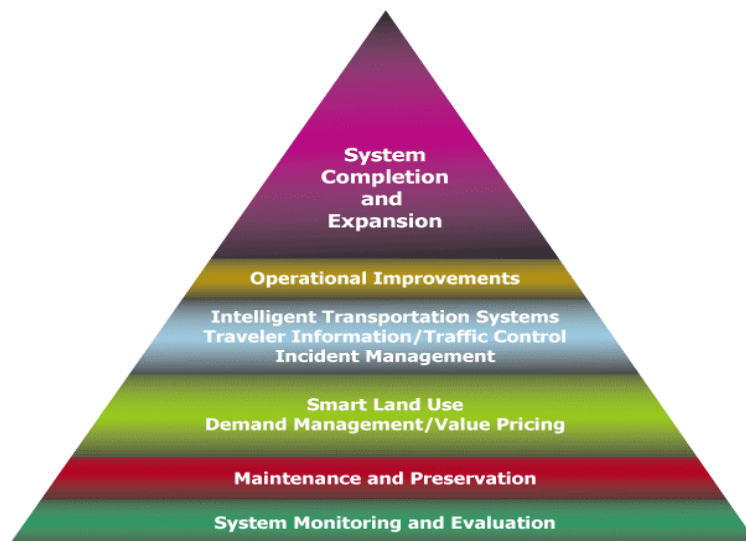 System
Completion
and
Expansion
Operational Improvements
Intelligent Transportation Systems
Traveler Information/Traffic Control
Incident Management
Smart Land Use
Demand Management/Value Pricing
Maintenance and Preservation
System Monitoring and Evaluation